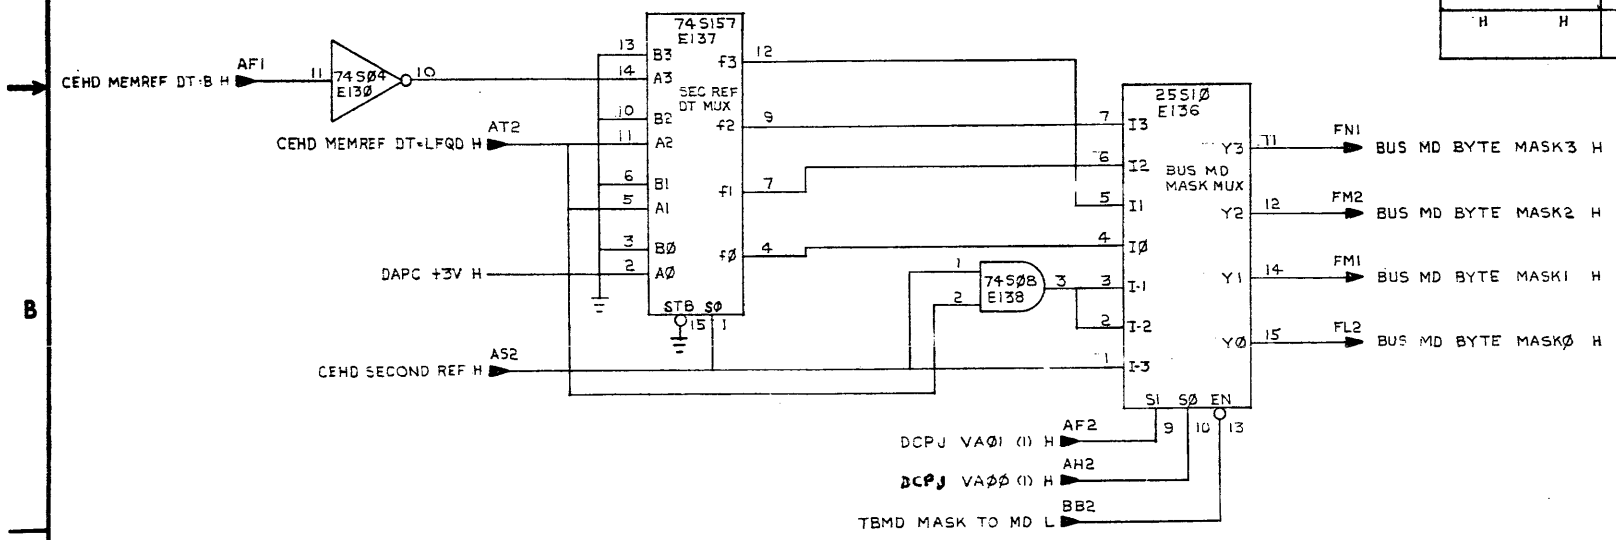 H H
74S157
E137
CEHD MEMREF DT=B H AF1 11 74S04 E130 10
13 B3
14 A3
SEC REF
DT MUX
10 B2
11 A2
6 B1
5 A1
3 B0
2 A0
f3 12
f2 9
f1 7
f0 4
STB S0
15 1
CEHD MEMREF DT=LFQD H AT2
DAPC +3V H
CEHD SECOND REF H AS2
1
2
74S08
E138
3
25S10
E136
BUS MD
MASK MUX
7 I3
6 I2
5 I1
4 I0
3 I-1
2 I-2
1 I-3
Y3 11 FN1 BUS MD BYTE MASK3 H
Y2 12 FM2 BUS MD BYTE MASK2 H
Y1 14 FM1 BUS MD BYTE MASK1 H
Y0 15 FL2 BUS MD BYTE MASK0 H
S1 S0 EN
9 10 13
DCPJ VA01 (1) H AF2
DCPJ VA00 (1) H AH2
TBMD MASK TO MD L BB2
B